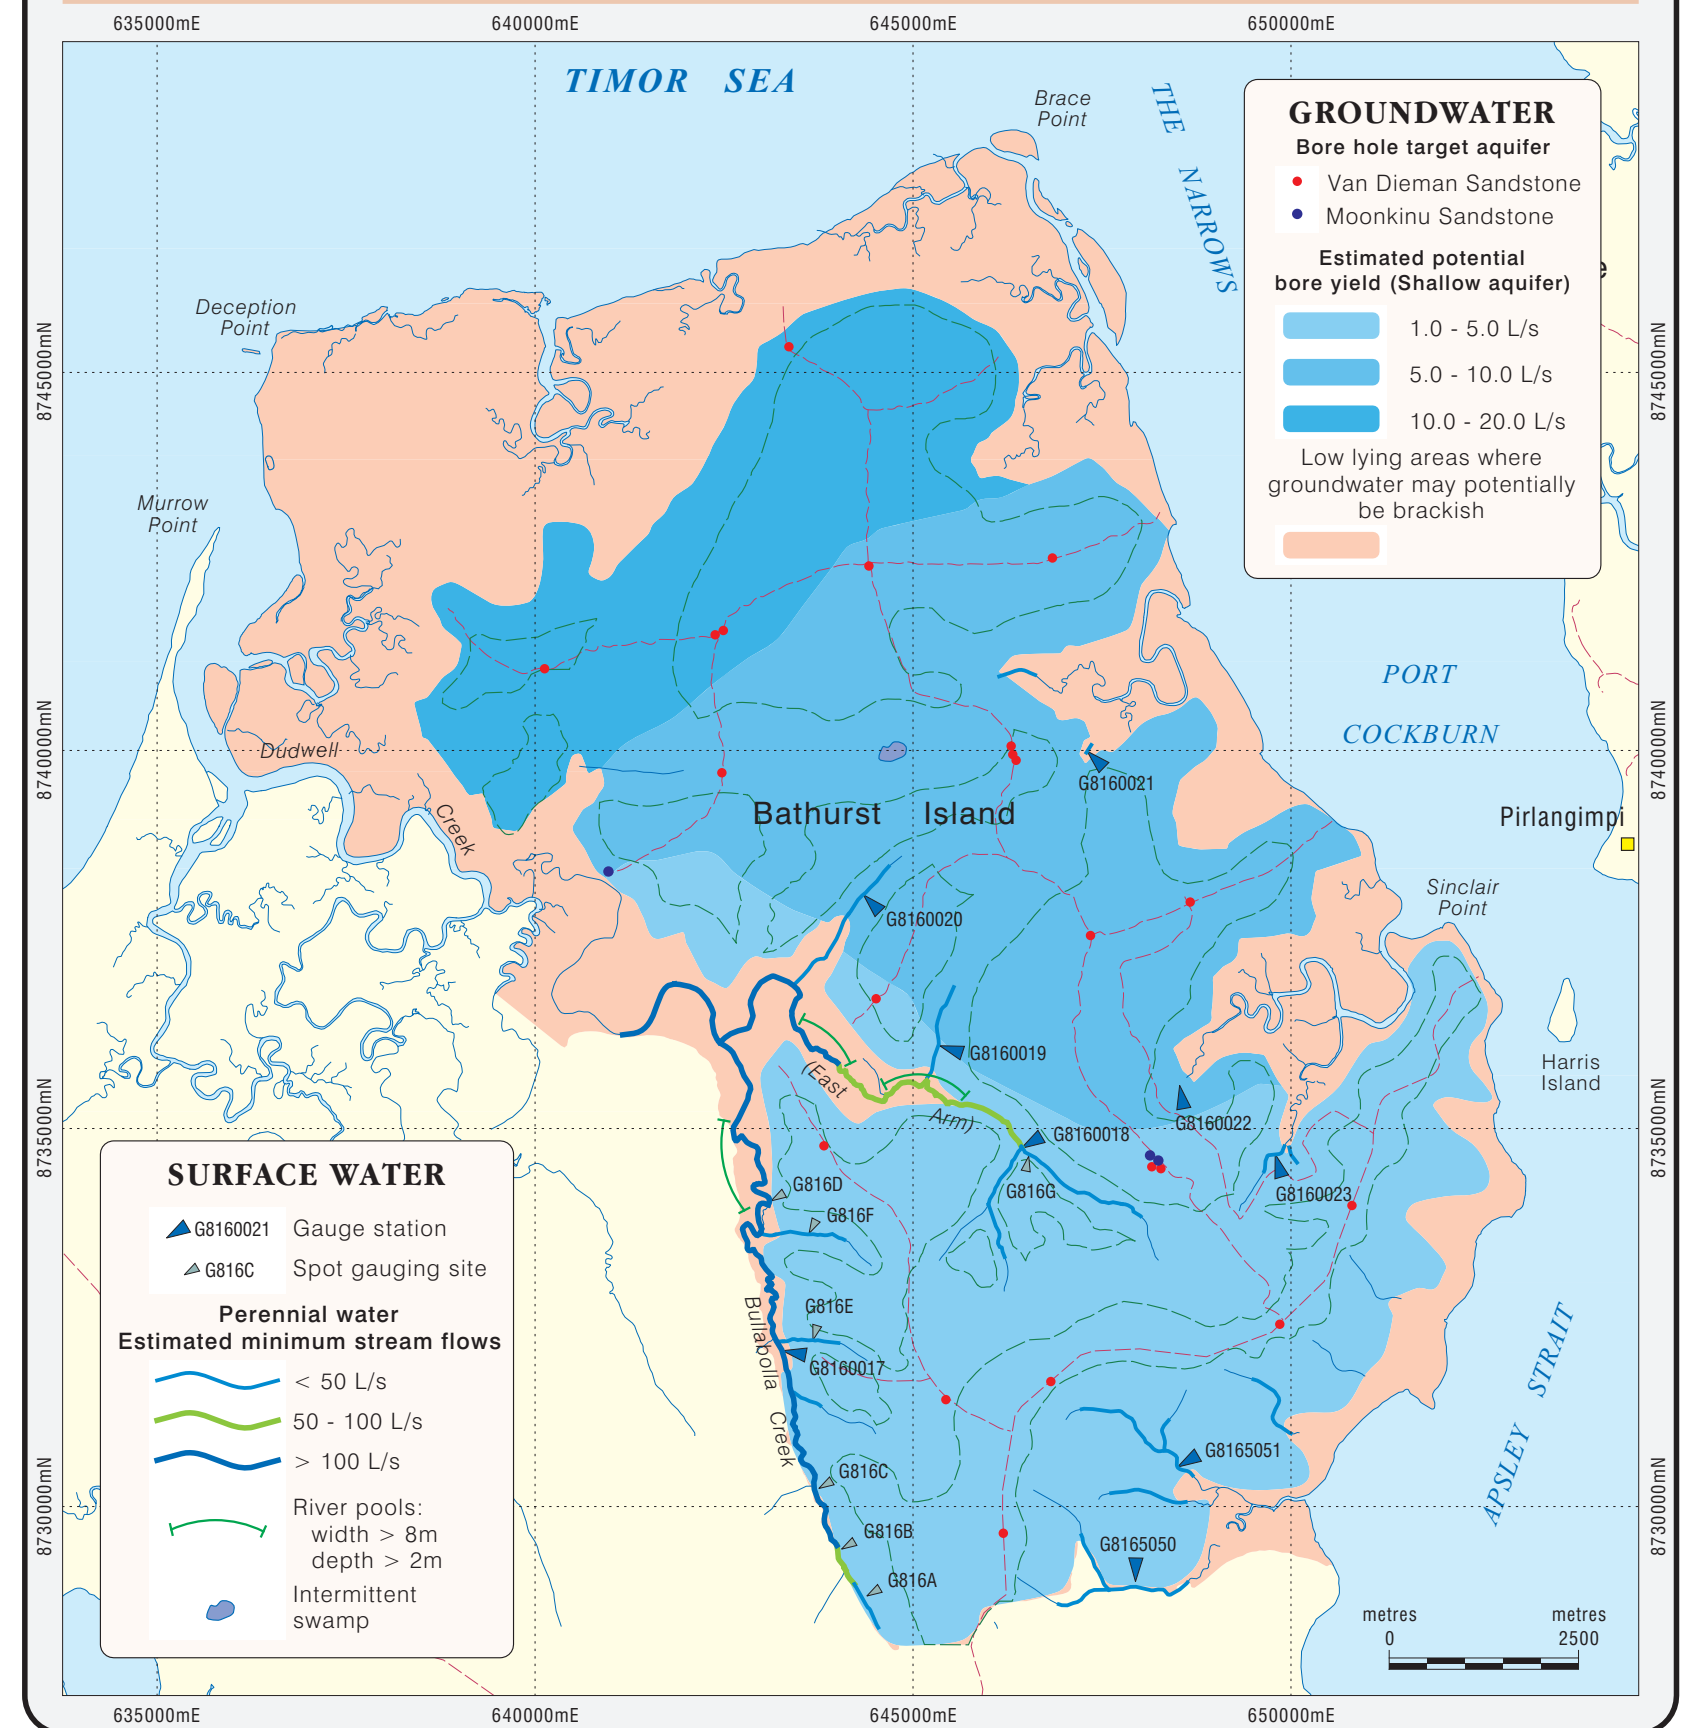 635000mE 640000mE 645000mE 650000mE
TIMOR SEA
Brace
Point
THE NARROWS
GROUNDWATER
Bore hole target aquifer
Van Dieman Sandstone
Moonkinu Sandstone
Estimated potential
bore yield (Shallow aquifer)
1.0 - 5.0 L/s
5.0 - 10.0 L/s
10.0 - 20.0 L/s
Low lying areas where
groundwater may potentially
be brackish
e
Deception
Point
8745000mN
8745000mN
Murrow
Point
PORT
COCKBURN
8740000mN
8740000mN
Dudwell
Creek
G8160021
Bathurst Island
Pirlangimpi
Sinclair
Point
G8160020
G8160019
Harris
Island
(East
Arm)
G8160018
G8160022
8735000mN
8735000mN
G816D
G816G
G8160023
G816F
SURFACE WATER
G8160021 Gauge station
G816C Spot gauging site
Perennial water
Estimated minimum stream flows
< 50 L/s
50 - 100 L/s
> 100 L/s
River pools:
width > 8m
depth > 2m
Intermittent
swamp
G816E
Bullabolla
Creek
G8160017
APSLEY STRAIT
G8165051
G816C
8730000mN
8730000mN
G816B
G8165050
G816A
metres metres
0 2500
635000mE 640000mE 645000mE 650000mE